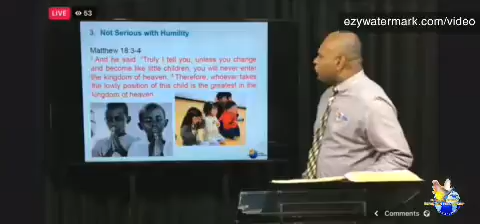 LIVE 53
ezywatermark.com/video
3. Not Serious with Humility
Matthew 18:3-4
3 And he said: "Truly I tell you, unless you change
and become like little children, you will never enter
the kingdom of heaven. 4 Therefore, whoever takes
the lowly position of this child is the greatest in the
kingdom of heaven.
Comments